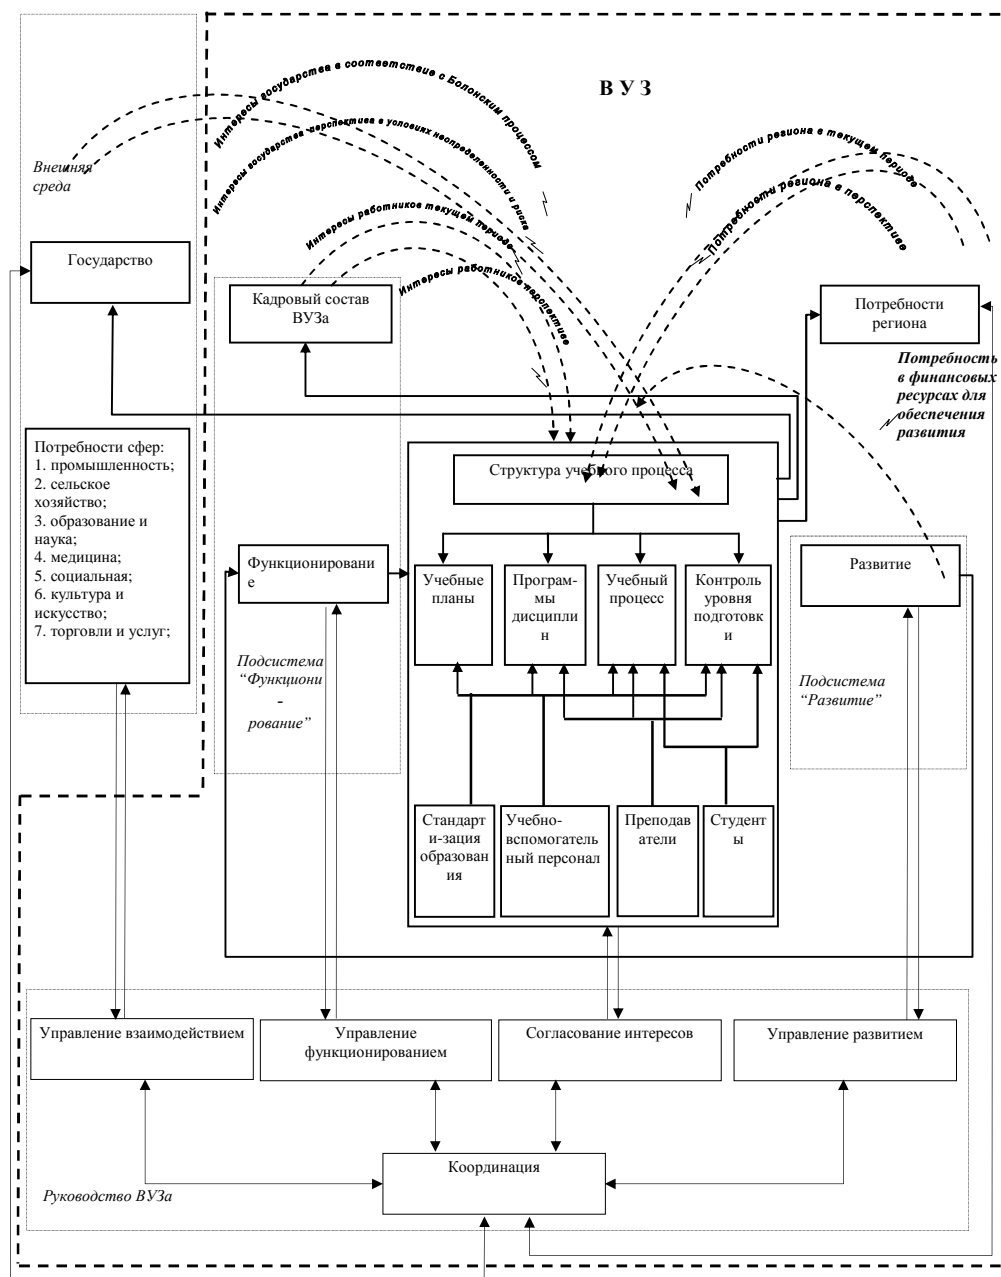 В У З
Интересы государства в соответствие с Болонским процессом
Интересы государства перспектива в условиях неопределенности и риска
Интересы работников текущем периоде
Интересы работников перспективе
Потребности региона в текущем периоде
Потребности региона в перспективе
Внешняя
среда
Государство
Кадровый состав
ВУЗа
Потребности
региона
Потребность
в финансовых
ресурсах для
обеспечения
развития
Потребности сфер:
1. промышленность;
2. сельское
хозяйство;
3. образование и
наука;
4. медицина;
5. социальная;
6. культура и
искусство;
7. торговли и услуг;
Структура учебного процесса
Функционировани
е
Учебные
планы
Програм-
мы
дисциплин
н
Учебный
процесс
Контроль
уровня
подготовк
и
Развитие
Подсистема
“Функциони
-
рование”
Подсистема
“Развитие”
Стандарт
и-зация
образован
ия
Учебно-
вспомогатель
ный персонал
Преподав
атели
Студент
ы
Управление взаимодействием
Управление
функционированием
Согласование интересов
Управление развитием
Координация
Руководство ВУЗа